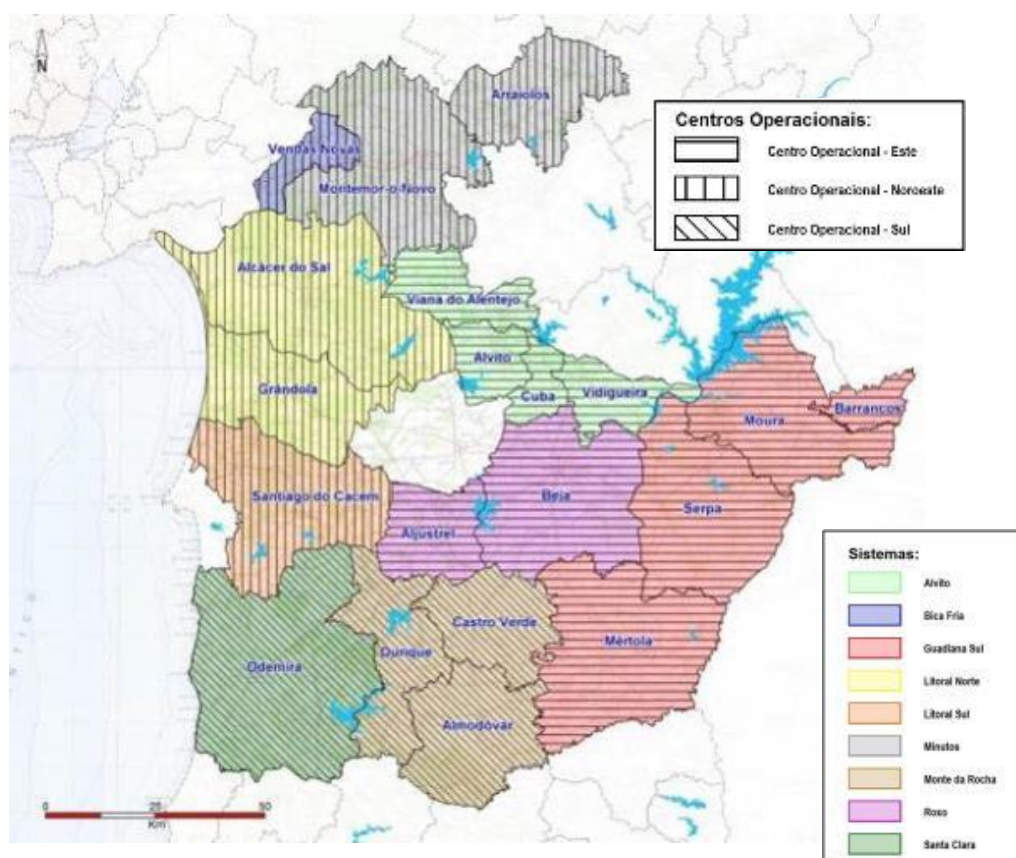 N
Arraiolos
Vendas Novas
Montemor-o-Novo
Centros Operacionais:
Centro Operacional - Este
Centro Operacional - Noroeste
Centro Operacional - Sul
Alcácer do Sal
Viana do Alentejo
Alvito
Grândola
Cuba
Vidigueira
Moura
Barrancos
Santiago do Cacém
Beja
Aljustrel
Serpa
Castro Verde
Ourique
Mértola
Odemira
Almodóvar
Sistemas:
Alvito
Bica Fria
Guadiana Sul
Litoral Norte
Litoral Sul
Minutos
Monte da Rocha
Roxo
Santa Clara
0 25 50
Km